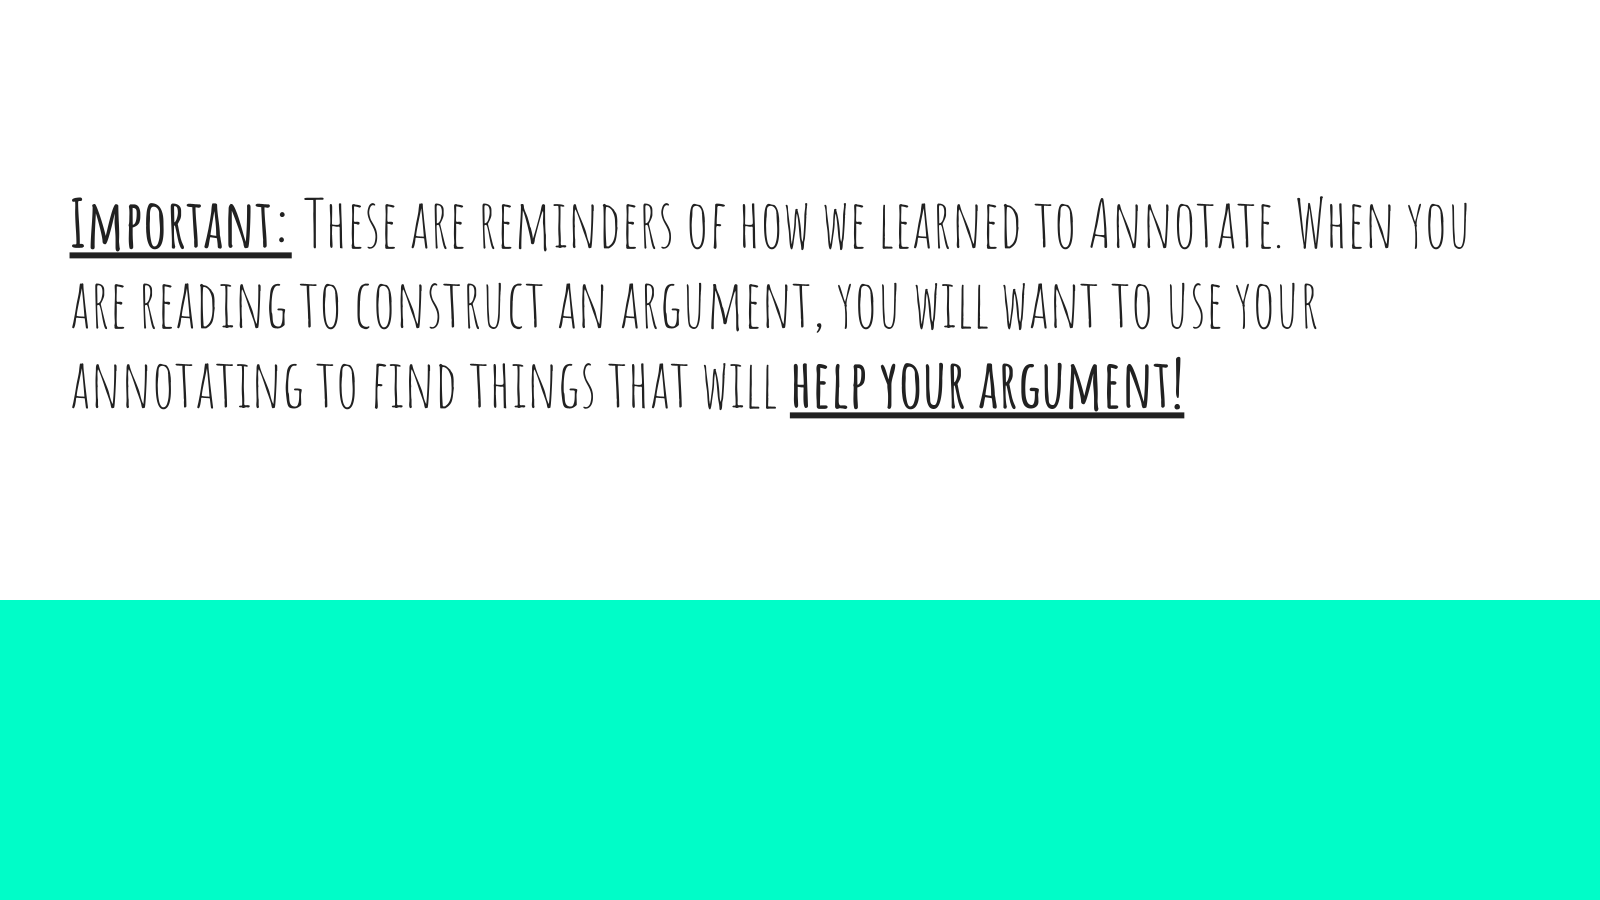 Important: These are reminders of how we learned to Annotate. When you
are reading to construct an argument, you will want to use your
annotating to find things that will help your argument!